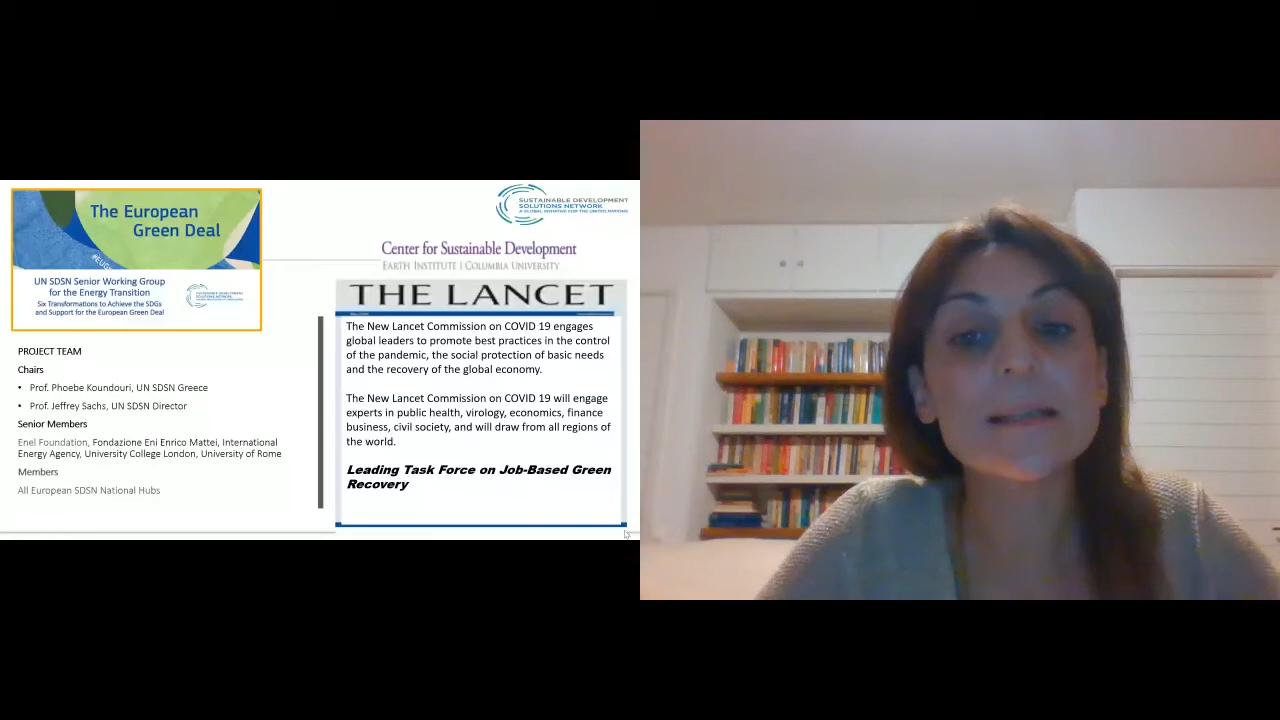 The European
Green Deal
#EUG
UN SDSN Senior Working Group
for the Energy Transition
Six Transformations to Achieve the SDGs
and Support for the European Green Deal
PROJECT TEAM
Chairs
• Prof. Phoebe Koundouri, UN SDSN Greece
• Prof. Jeffrey Sachs, UN SDSN Director
Senior Members
Enel Foundation, Fondazione Eni Enrico Mattei, International
Energy Agency, University College London, University of Rome
Members
All European SDSN National Hubs
SUSTAINABLE DEVELOPMENT
SOLUTIONS NETWORK
A GLOBAL INITIATIVE FOR THE UNITED NATIONS
Center for Sustainable Development
EARTH INSTITUTE | COLUMBIA UNIVERSITY
THE LANCET
The New Lancet Commission on COVID 19 engages
global leaders to promote best practices in the control
of the pandemic, the social protection of basic needs
and the recovery of the global economy.
The New Lancet Commission on COVID 19 will engage
experts in public health, virology, economics, finance
business, civil society, and will draw from all regions of
the world.
Leading Task Force on Job-Based Green
Recovery